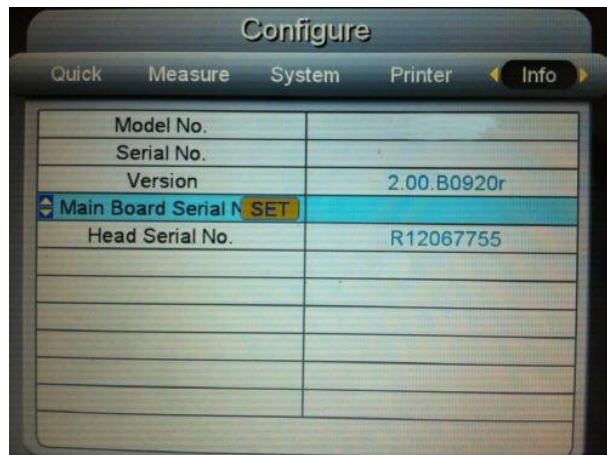 Configure
Quick Measure System Printer Info
Model No.
Serial No.
Version 2.00.B0920r
Main Board Serial N SET
Head Serial No. R12067755